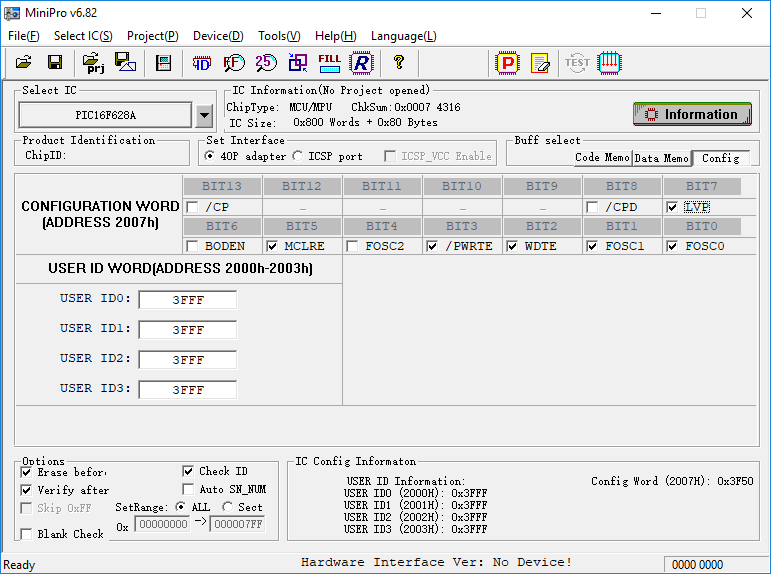 MiniPro v6.82
File(F) Select IC(S) Project(P) Device(D) Tools(V) Help(H) Language(L)
prj ID F 25 FILL R ? P TEST
Select IC
PIC16F628A
IC Information(No Project opened)
ChipType: MCU/MPU ChkSum:0x0007 4316
IC Size: 0x800 Words + 0x80 Bytes
Information
Product Identification
ChipID:
Set Interface
40P adapter ICSP port ICSP_VCC Enable
Buff select
Code Memo Data Memo Config
CONFIGURATION WORD
(ADDRESS 2007h)
BIT13 BIT12 BIT11 BIT10 BIT9 BIT8 BIT7
/CP – – – – /CPD LVP
BIT6 BIT5 BIT4 BIT3 BIT2 BIT1 BIT0
BODEN MCLRE FOSC2 /PWRTE WDTE FOSC1 FOSC0
USER ID WORD(ADDRESS 2000h-2003h)
USER ID0: 3FFF
USER ID1: 3FFF
USER ID2: 3FFF
USER ID3: 3FFF
Options
Erase befor
Check ID
Verify after
Auto SN_NUM
Skip 0xFF
SetRange: ALL Sect
0x 00000000 -> 000007FF
Blank Check
IC Config Informaton
USER ID Information:
USER ID0 (2000H): 0x3FFF
USER ID1 (2001H): 0x3FFF
USER ID2 (2002H): 0x3FFF
USER ID3 (2003H): 0x3FFF
Config Word (2007H): 0x3F50
Ready
Hardware Interface Ver: No Device!
0000 0000